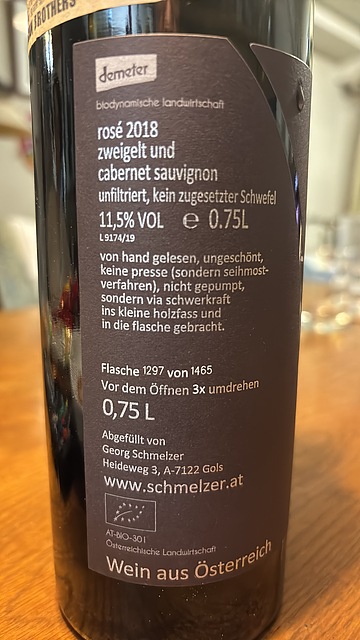 BROTHERS
demeter
biodynamische landwirtschaft
rosé 2018
zweigelt und
cabernet sauvignon
unfiltriert, kein zugesetzter Schwefel
11,5% VOL e 0.75L
L 9174/19
von hand gelesen, ungeschönt,
keine presse (sondern seihmost-
verfahren), nicht gepumpt,
sondern via schwerkraft
ins kleine holzfass und
in die flasche gebracht.
Flasche 1297 von 1465
Vor dem Öffnen 3x umdrehen
0,75 L
Abgefüllt von
Georg Schmelzer
Heideweg 3, A-7122 Gols
www.schmelzer.at
AT-BIO-301
Österreichische Landwirtschaft
Wein aus Österreich